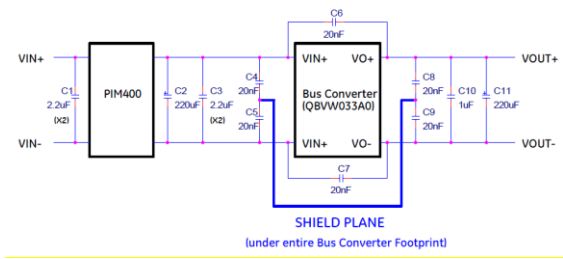 C6
20nF
VIN+
PIM400
C1
2.2uF
(X2)
C2
220uF
C3
2.2uF
(X2)
C4
20nF
C5
20nF
VIN+ VO+
Bus Converter
(QBVW033A0)
VIN+ VO-
C8
20nF
C9
20nF
C10
1uF
C11
220uF
VOUT+
VIN-
VOUT-
C7
20nF
SHIELD PLANE
(under entire Bus Converter Footprint)